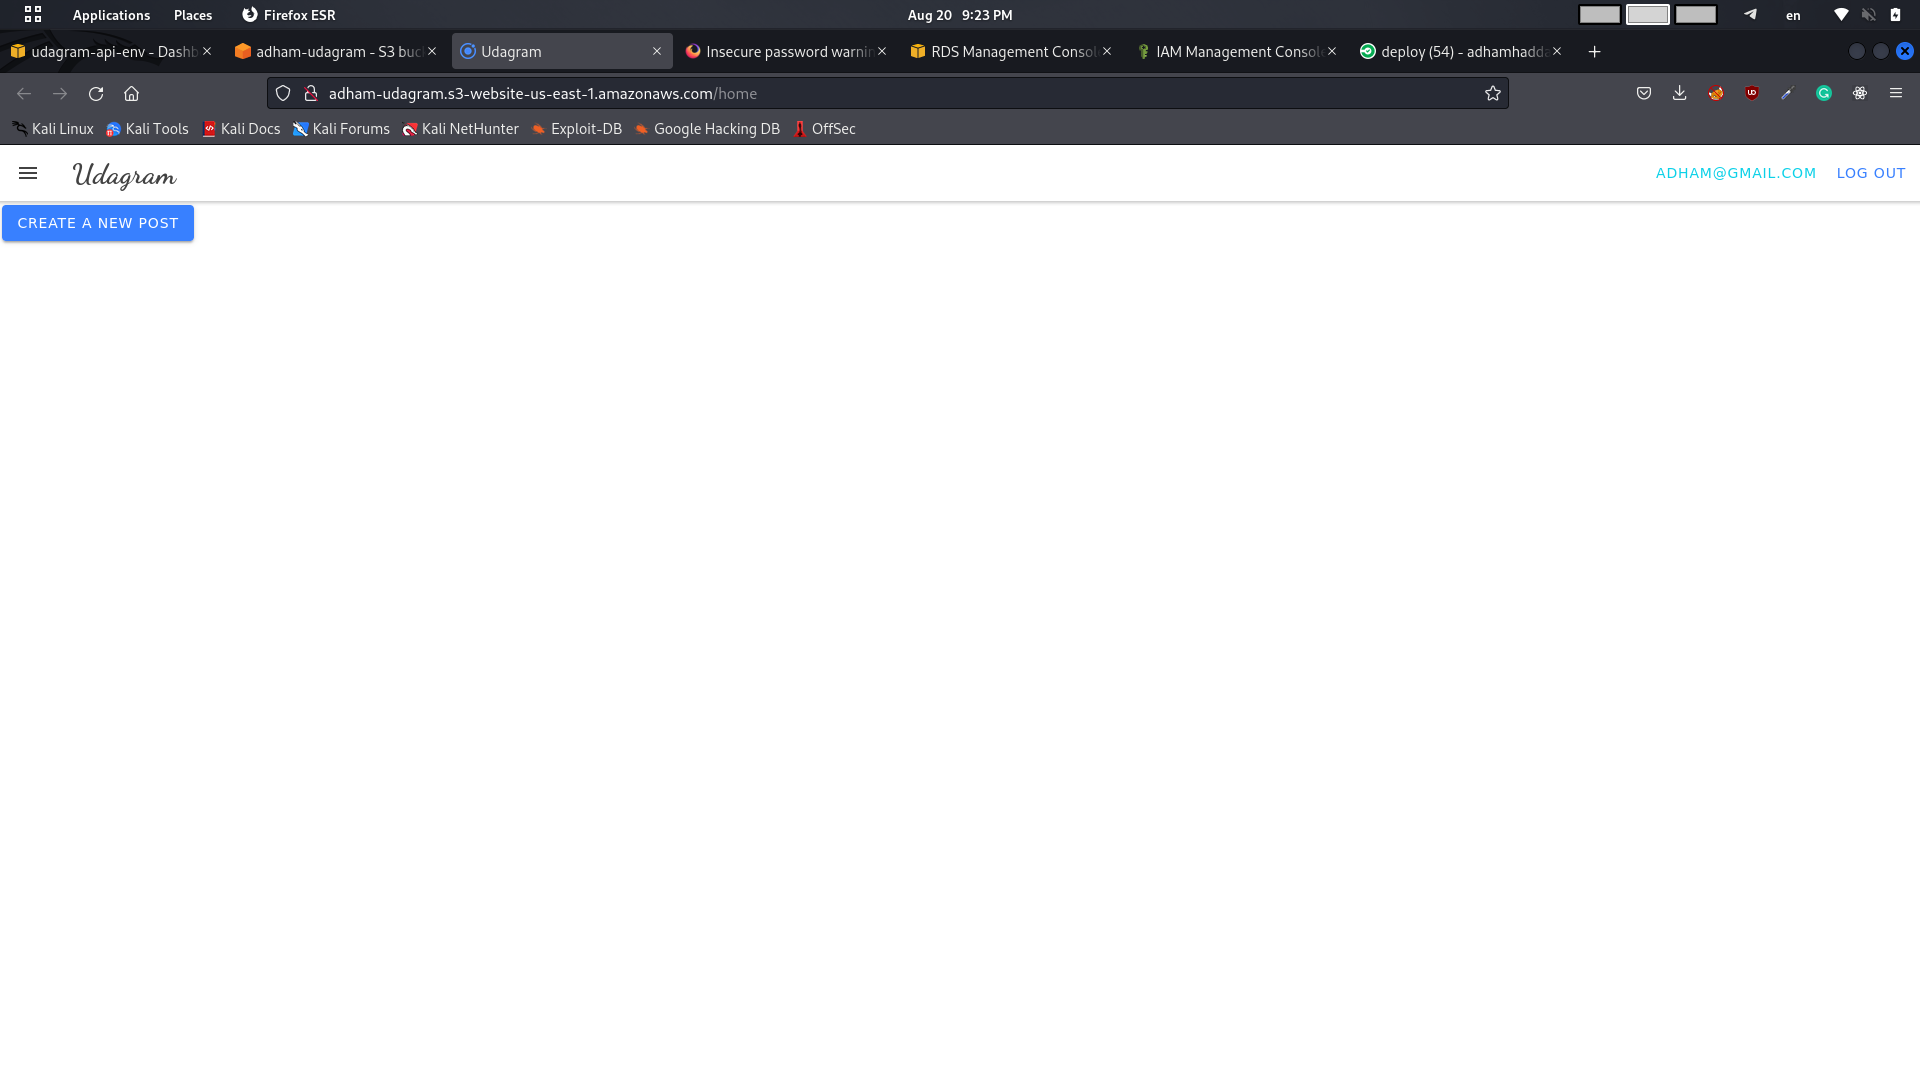 Applications Places Firefox ESR Aug 20 9:23 PM en
udagram-api-env - Dashb adham-udagram - S3 buc Udagram Insecure password warnin RDS Management Consol IAM Management Console deploy (54) - adhamhadda
adham-udagram.s3-website-us-east-1.amazonaws.com/home
Kali Linux Kali Tools Kali Docs Kali Forums Kali NetHunter Exploit-DB Google Hacking DB OffSec
Udagram ADHAM@GMAIL.COM LOG OUT
CREATE A NEW POST